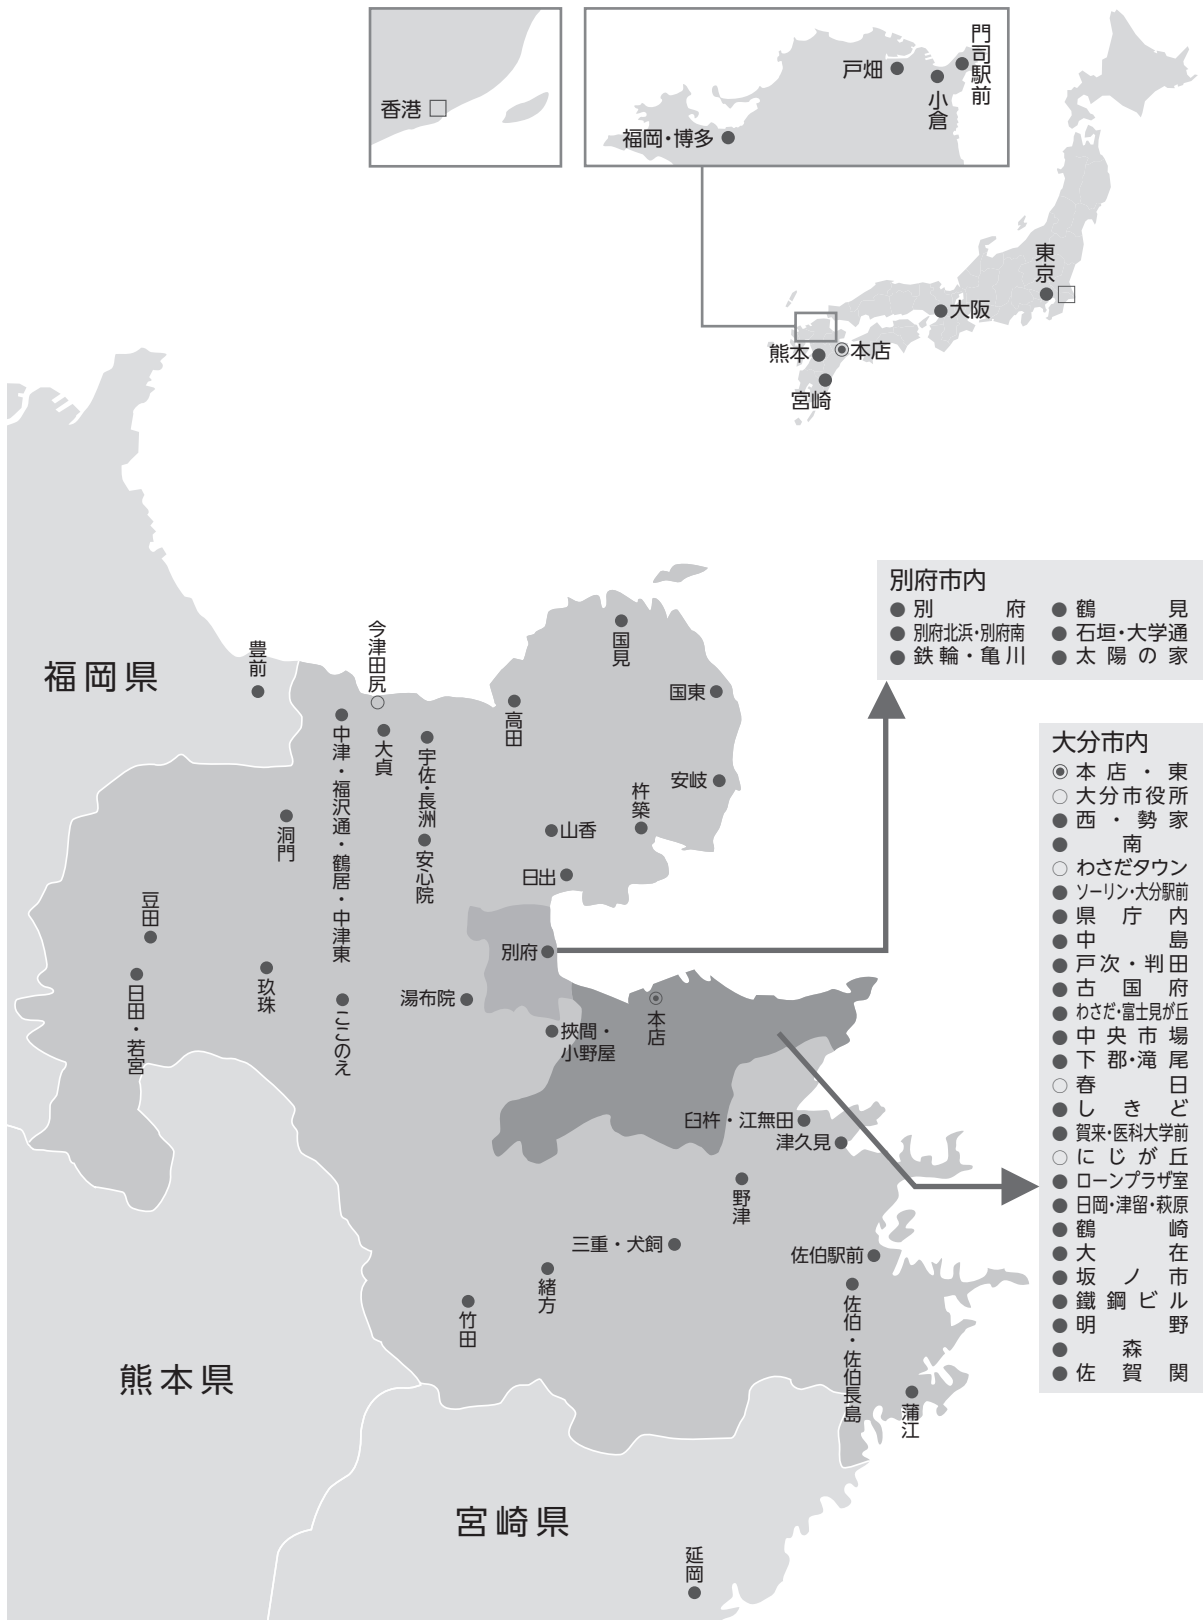 香港 □
戸畑 ●
● 小倉
● 門司駅前
福岡・博多 ●
東京 ● □
● 大阪
熊本 ●
◎ 本店
● 宮崎
福岡県
豊前 ●
今津田尻 ○
● 大貞
● 中津・福沢通・鶴居・中津東
● 宇佐・長洲
● 安心院
● 高田
● 国見
国東 ●
安岐 ●
杵築 ●
● 山香
日出 ●
● 洞門
豆田 ●
● 日田・若宮
● 玖珠
● ここのえ
別府 ●
湯布院 ●
● 挾間・
小野屋
◎ 本店
臼杵・江無田 ●
津久見 ●
● 野津
三重・犬飼 ●
● 緒方
● 竹田
佐伯駅前 ●
● 佐伯・佐伯長島
● 蒲江
熊本県
宮崎県
延岡 ●
別府市内
● 別府
● 別府北浜・別府南
● 鉄輪・亀川
● 鶴見
● 石垣・大学通
● 太陽の家
大分市内
◎ 本店・東
○ 大分市役所
● 西・勢家
● 南
○ わさだタウン
● ソーリン・大分駅前
● 県庁内
● 中島
● 戸次・判田
● 古国府
● わさだ・富士見が丘
● 中央市場
● 下郡・滝尾
○ 春日
● しきど
● 賀来・医科大学前
○ にじが丘
● ローンプラザ室
● 日岡・津留・萩原
● 鶴崎
● 大在
● 坂ノ市
● 鐵鋼ビル
● 明野
● 森
● 佐賀関